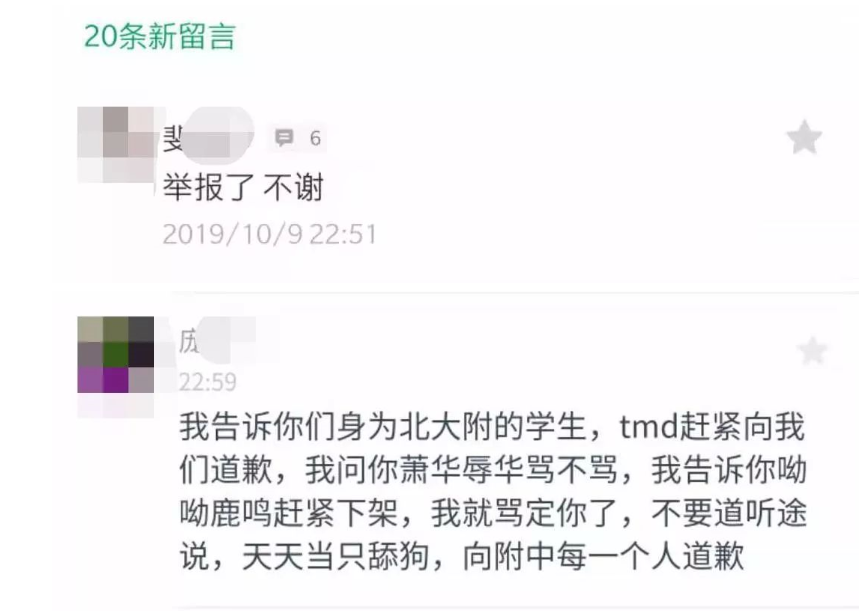 20条新留言
斐
6
举报了 不谢
2019/10/9 22:51
庞
22:59
我告诉你们身为北大附的学生，tmd赶紧向我
们道歉，我问你萧华辱华骂不骂，我告诉你呦
呦鹿鸣赶紧下架，我就骂定你了，不要道听途
说，天天当只舔狗，向附中每一个人道歉